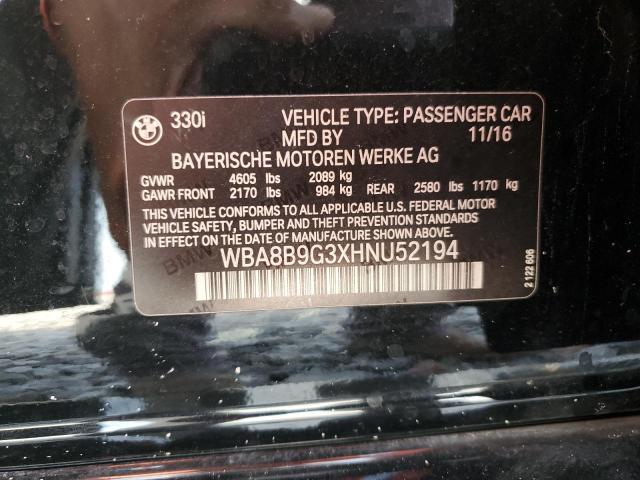 330i VEHICLE TYPE: PASSENGER CAR
MFD BY 11/16
BAYERISCHE MOTOREN WERKE AG
GVWR 4605 lbs 2089 kg
GAWR FRONT 2170 lbs 984 kg REAR 2580 lbs 1170 kg
THIS VEHICLE CONFORMS TO ALL APPLICABLE U.S. FEDERAL MOTOR
VEHICLE SAFETY, BUMPER AND THEFT PREVENTION STANDARDS
IN EFFECT ON THE DATE OF MANUFACTURE SHOWN ABOVE.
WBA8B9G3XHNU52194
2 122 606